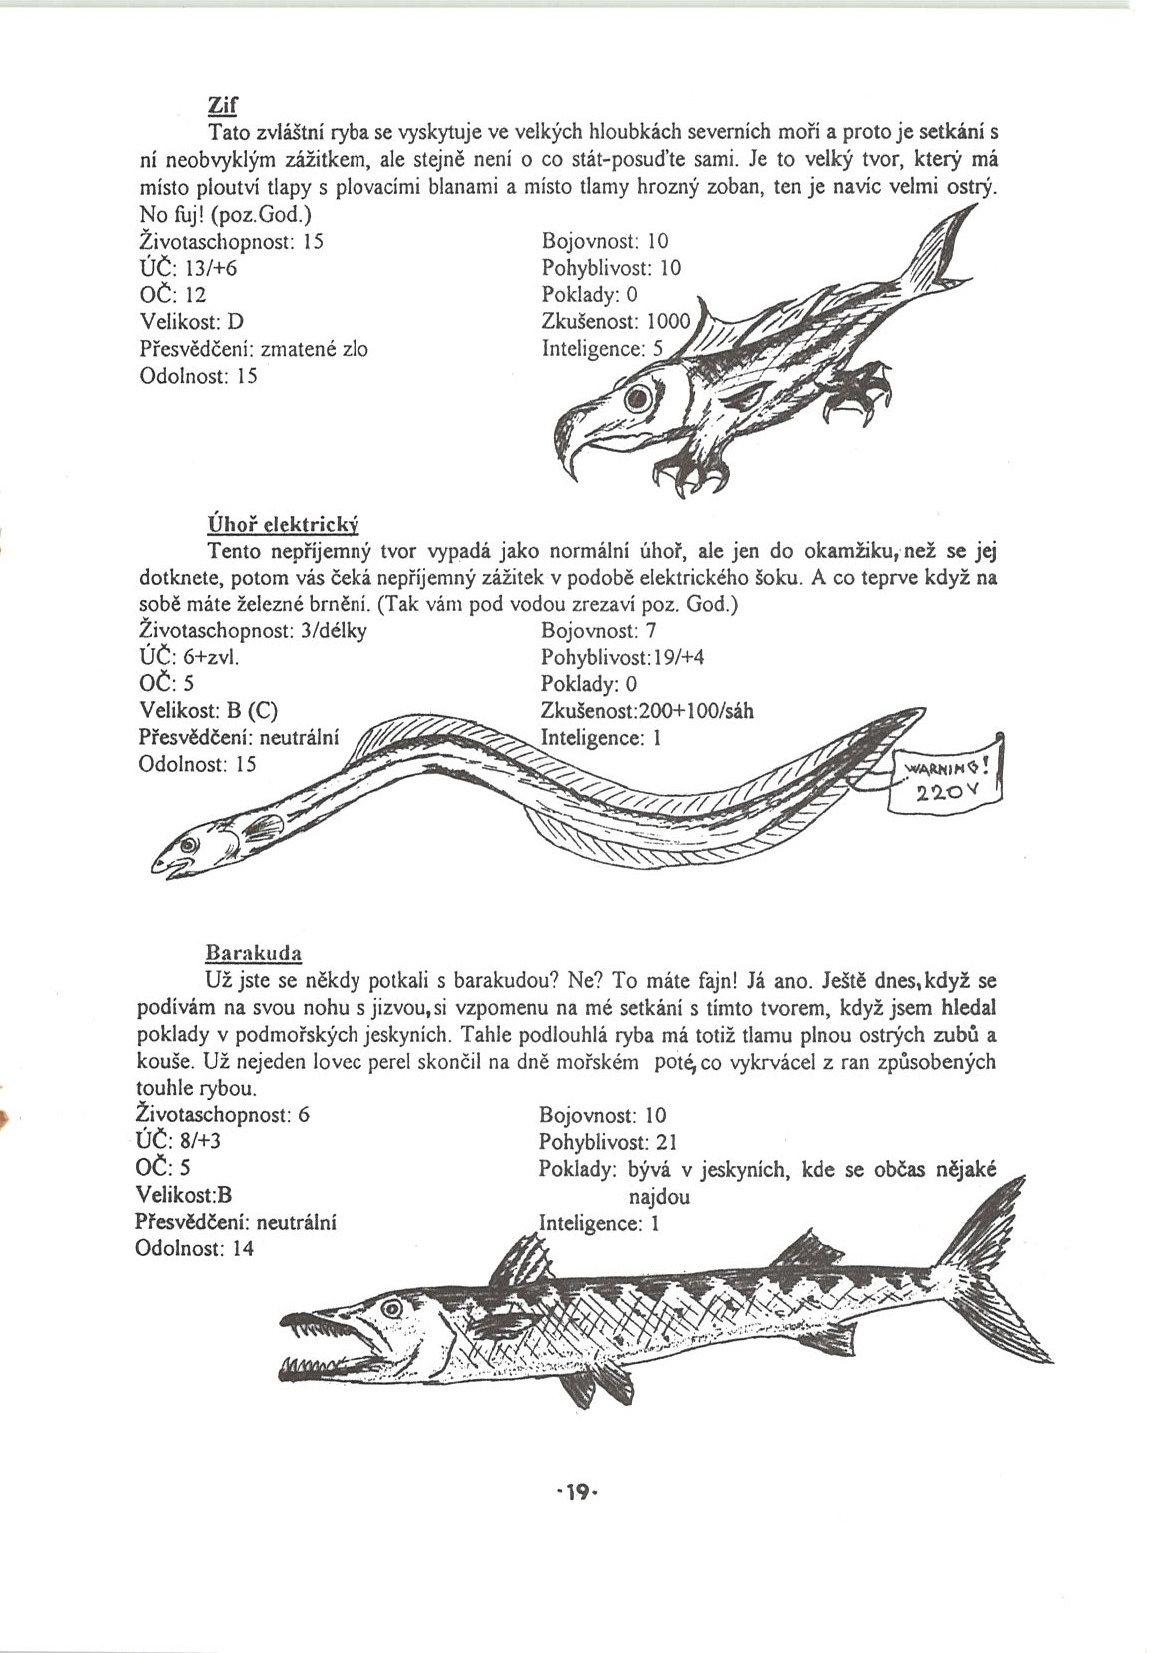 Zif
Tato zvláštní ryba se vyskytuje ve velkých hloubkách severních moří a proto je setkání s
ní neobvyklým zážitkem, ale stejně není o co stát-posuďte sami. Je to velký tvor, který má
místo ploutví tlapy s plovacími blanami a místo tlamy hrozný zoban, ten je navíc velmi ostrý.
No fuj! (poz.God.)
Životaschopnost: 15
ÚČ: 13/+6
OČ: 12
Velikost: D
Přesvědčení: zmatené zlo
Odolnost: 15
Bojovnost: 10
Pohyblivost: 10
Poklady: 0
Zkušenost: 1000
Inteligence: 5
Úhoř elektrický
Tento nepříjemný tvor vypadá jako normální úhoř, ale jen do okamžiku, než se jej
dotknete, potom vás čeká nepříjemný zážitek v podobě elektrického šoku. A co teprve když na
sobě máte železné brnění. (Tak vám pod vodou zrezaví poz. God.)
Životaschopnost: 3/délky
ÚČ: 6+zvl.
OČ: 5
Velikost: B (C)
Přesvědčení: neutrální
Odolnost: 15
Bojovnost: 7
Pohyblivost:19/+4
Poklady: 0
Zkušenost:200+100/sáh
Inteligence: 1
WARNING!
220V
Barakuda
Už jste se někdy potkali s barakudou? Ne? To máte fajn! Já ano. Ještě dnes,když se
podívám na svou nohu s jizvou,si vzpomenu na mé setkání s tímto tvorem, když jsem hledal
poklady v podmořských jeskyních. Tahle podlouhlá ryba má totiž tlamu plnou ostrých zubů a
kouše. Už nejeden lovec perel skončil na dně mořském poté,co vykrvácel z ran způsobených
touhle rybou.
Životaschopnost: 6
ÚČ: 8/+3
OČ: 5
Velikost:B
Přesvědčení: neutrální
Odolnost: 14
Bojovnost: 10
Pohyblivost: 21
Poklady: bývá v jeskyních, kde se občas nějaké
najdou
Inteligence: 1
·19·